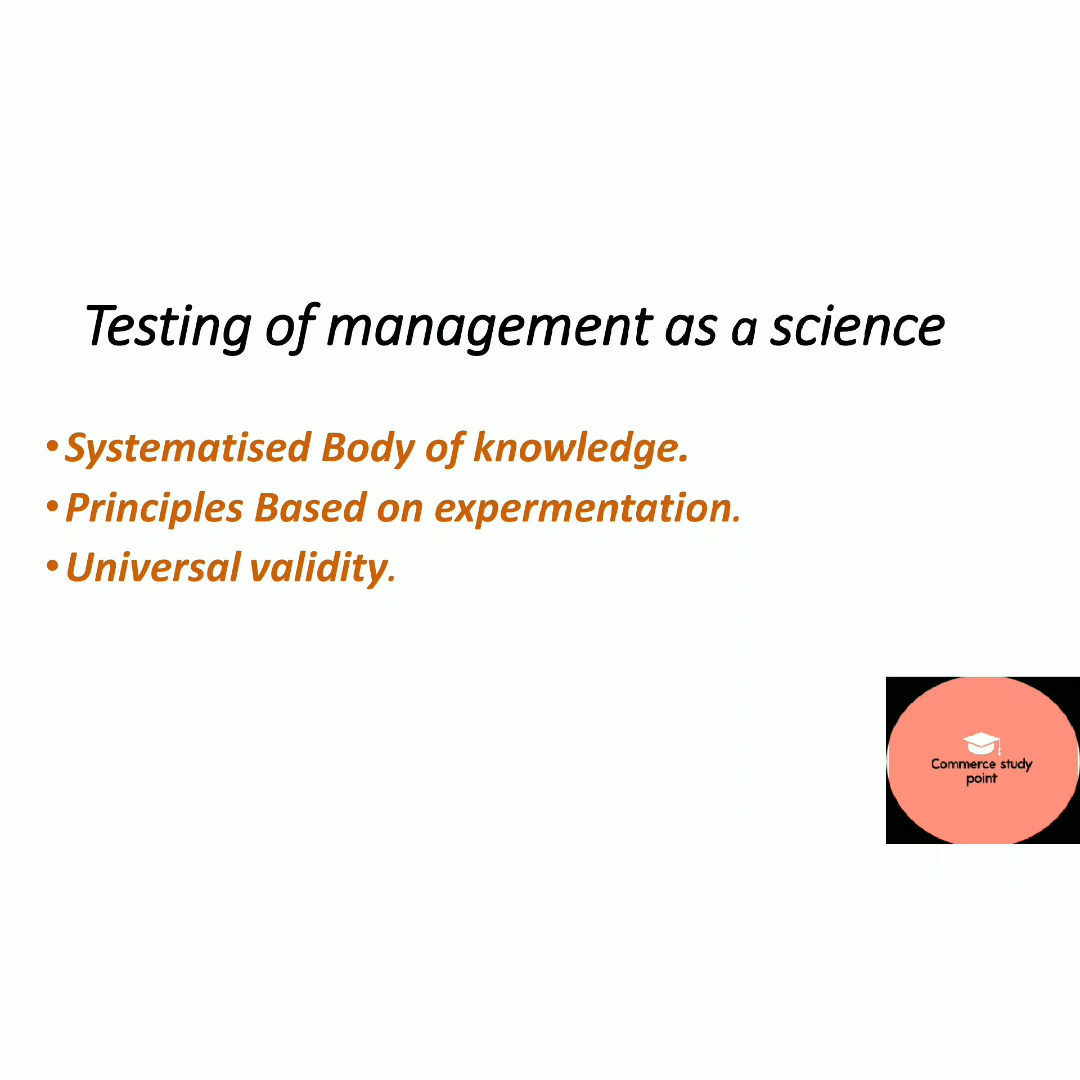 Testing of management as a science
• Systematised Body of knowledge.
• Principles Based on expermentation.
• Universal validity.
Commerce study
point